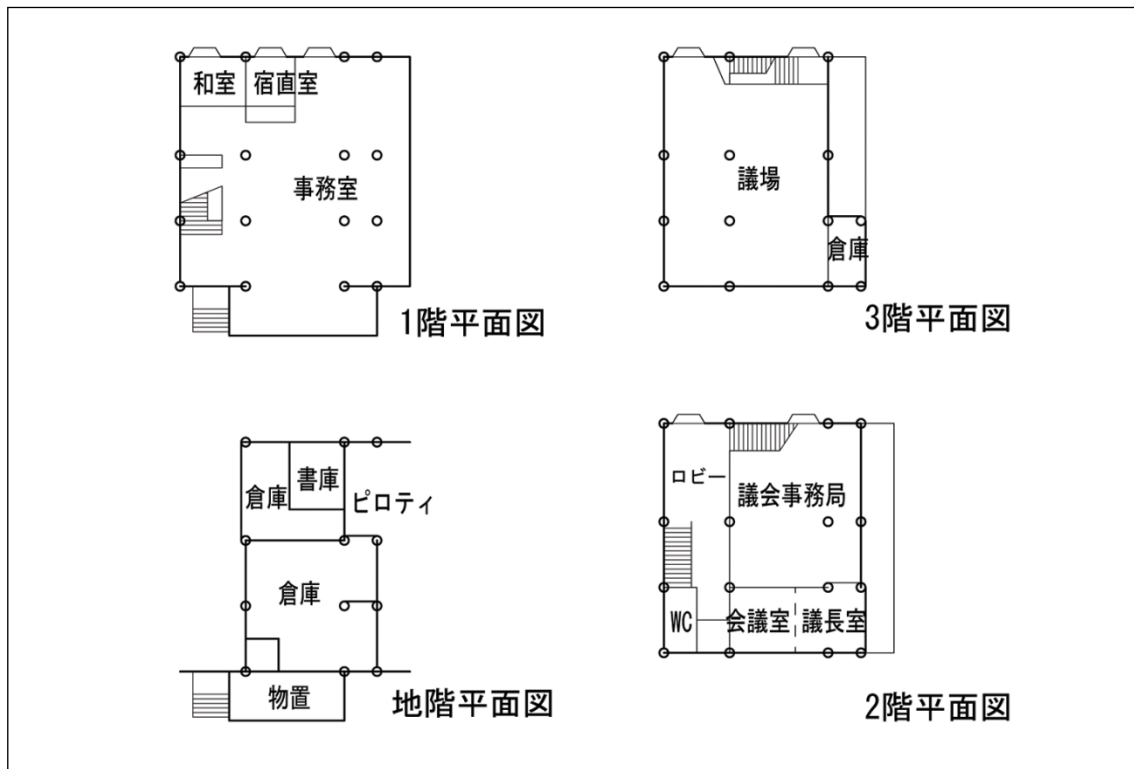 和室
宿直室
事務室
1階平面図
議場
倉庫
3階平面図
倉庫
書庫
ピロティ
倉庫
物置
地階平面図
ロビー
議会事務局
WC
会議室
議長室
2階平面図